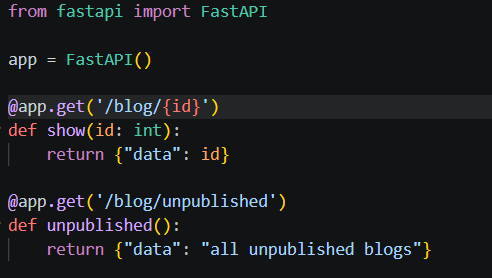 from fastapi import FastAPI
app = FastAPI()
@app.get('/blog/{id}')
def show(id: int):
    return {"data": id}
@app.get('/blog/unpublished')
def unpublished():
    return {"data": "all unpublished blogs"}